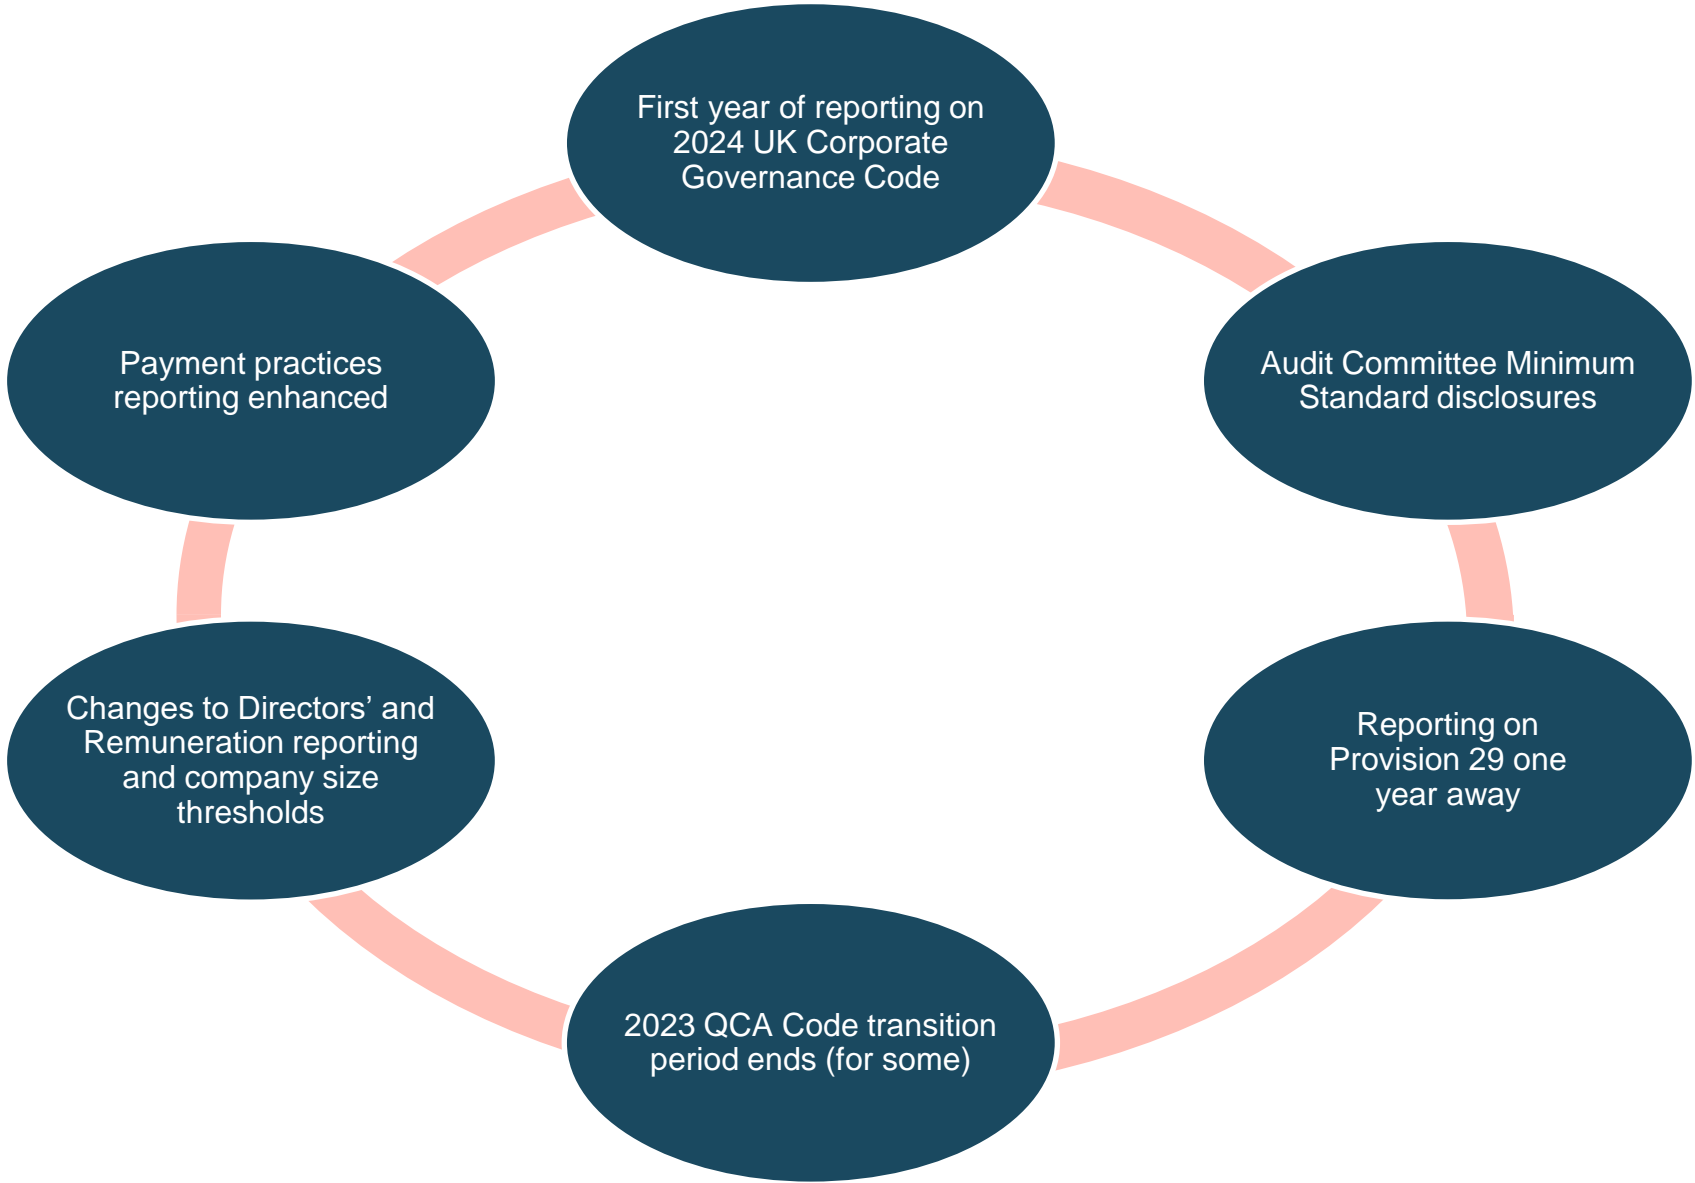 First year of reporting on
2024 UK Corporate
Governance Code
Audit Committee Minimum
Standard disclosures
Reporting on
Provision 29 one
year away
2023 QCA Code transition
period ends (for some)
Changes to Directors’ and
Remuneration reporting
and company size
thresholds
Payment practices
reporting enhanced